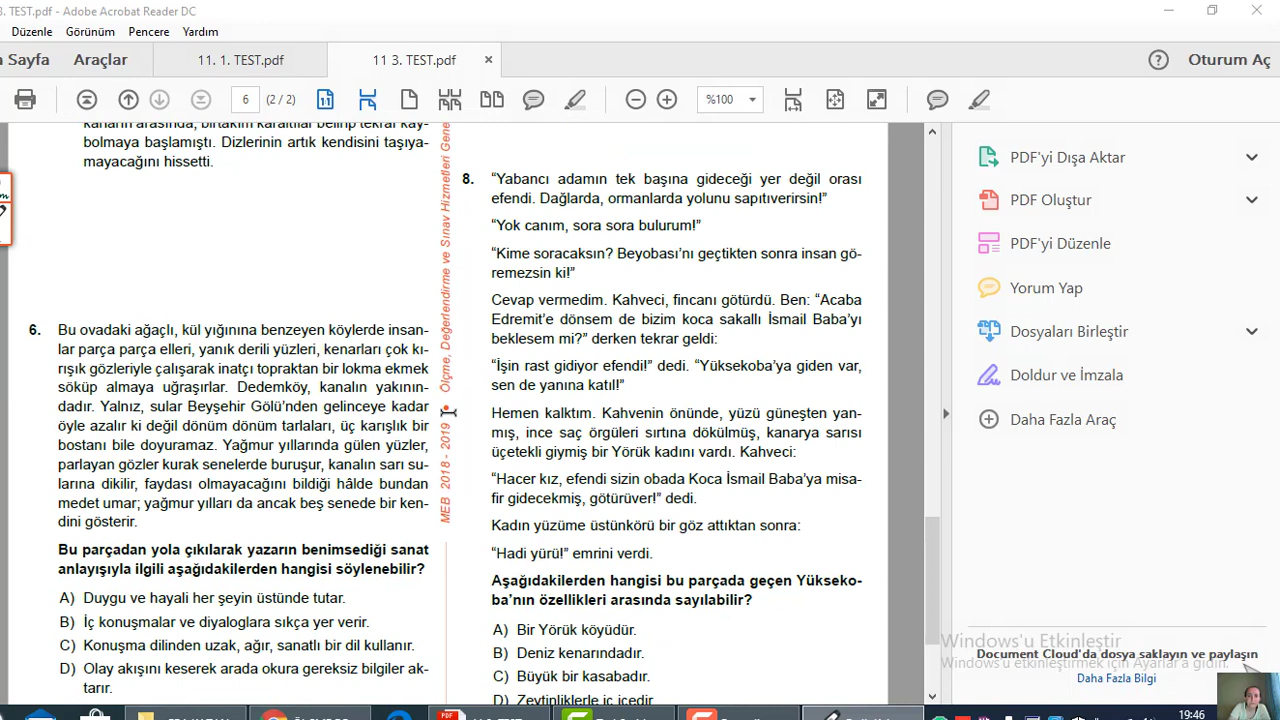 3. TEST.pdf - Adobe Acrobat Reader DC
Düzenle Görünüm Pencere Yardım
Sayfa Araçlar 11. 1. TEST.pdf 11 3. TEST.pdf × Oturum Aç
6 (2/2) %100
bolmaya başlamıştı. Dizlerinin artık kendisini taşıya-
mayacağını hissetti.
6. Bu ovadaki ağaçlı, kül yığınına benzeyen köylerde insan-
lar parça parça elleri, yanık derili yüzleri, kenarları çok kı-
rışık gözleriyle çalışarak inatçı topraktan bir lokma ekmek
söküp almaya uğraşırlar. Dedemköy, kanalın yakının-
dadır. Yalnız, sular Beyşehir Gölü’nden gelinceye kadar
öyle azalır ki değil dönüm dönüm tarlaları, üç karışlık bir
bostanı bile doyuramaz. Yağmur yıllarında gülen yüzler,
parlayan gözler kurak senelerde buruşur, kanalın sarı su-
larına dikilir, faydası olmayacağını bildiği hâlde bundan
medet umar; yağmur yılları da ancak beş senede bir ken-
dini gösterir.
Bu parçadan yola çıkılarak yazarın benimsediği sanat
anlayışıyla ilgili aşağıdakilerden hangisi söylenebilir?
A) Duygu ve hayali her şeyin üstünde tutar.
B) İç konuşmalar ve diyaloglara sıkça yer verir.
C) Konuşma dilinden uzak, ağır, sanatlı bir dil kullanır.
D) Olay akışını keserek arada okura gereksiz bilgiler ak-
tarır.
MEB 2018 - 2019 • Ölçme, Değerlendirme ve Sınav Hizmetleri Gene
8. “Yabancı adamın tek başına gideceği yer değil orası
efendi. Dağlarda, ormanlarda yolunu sapıtıverirsin!”
“Yok canım, sora sora bulurum!”
“Kime soracaksın? Beyobası’nı geçtikten sonra insan gö-
remezsin ki!”
Cevap vermedim. Kahveci, fincanı götürdü. Ben: “Acaba
Edremit’e dönsem de bizim koca sakallı İsmail Baba’yı
beklesem mi?” derken tekrar geldi:
“İşin rast gidiyor efendi!” dedi. “Yüksekoba’ya giden var,
sen de yanına katıl!”
Hemen kalktım. Kahvenin önünde, yüzü güneşten yan-
mış, ince saç örgüleri sırtına dökülmüş, kanarya sarısı
üçetekli giymiş bir Yörük kadını vardı. Kahveci:
“Hacer kız, efendi sizin obada Koca İsmail Baba’ya misa-
fir gidecekmiş, götürüver!” dedi.
Kadın yüzüme üstünkörü bir göz attıktan sonra:
“Hadi yürü!” emrini verdi.
Aşağıdakilerden hangisi bu parçada geçen Yükseko-
ba’nın özellikleri arasında sayılabilir?
A) Bir Yörük köyüdür.
B) Deniz kenarındadır.
C) Büyük bir kasabadır.
D) Zeytinliklerle iç içedir.
PDF'yi Dışa Aktar
PDF Oluştur
PDF'yi Düzenle
Yorum Yap
Dosyaları Birleştir
Doldur ve İmzala
Daha Fazla Araç
Windows'u Etkinleştir
Windows'u etkinleştirmek için Ayarlar'a gidin.
Document Cloud'da dosya saklayın ve paylaşın
Daha Fazla Bilgi
19:46